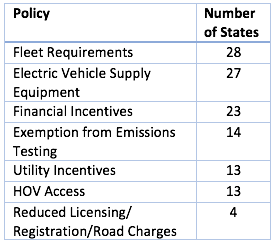 Policy Number
of States
Fleet Requirements 28
Electric Vehicle Supply 27
Equipment
Financial Incentives 23
Exemption from Emissions 14
Testing
Utility Incentives 13
HOV Access 13
Reduced Licensing/ 4
Registration/Road Charges